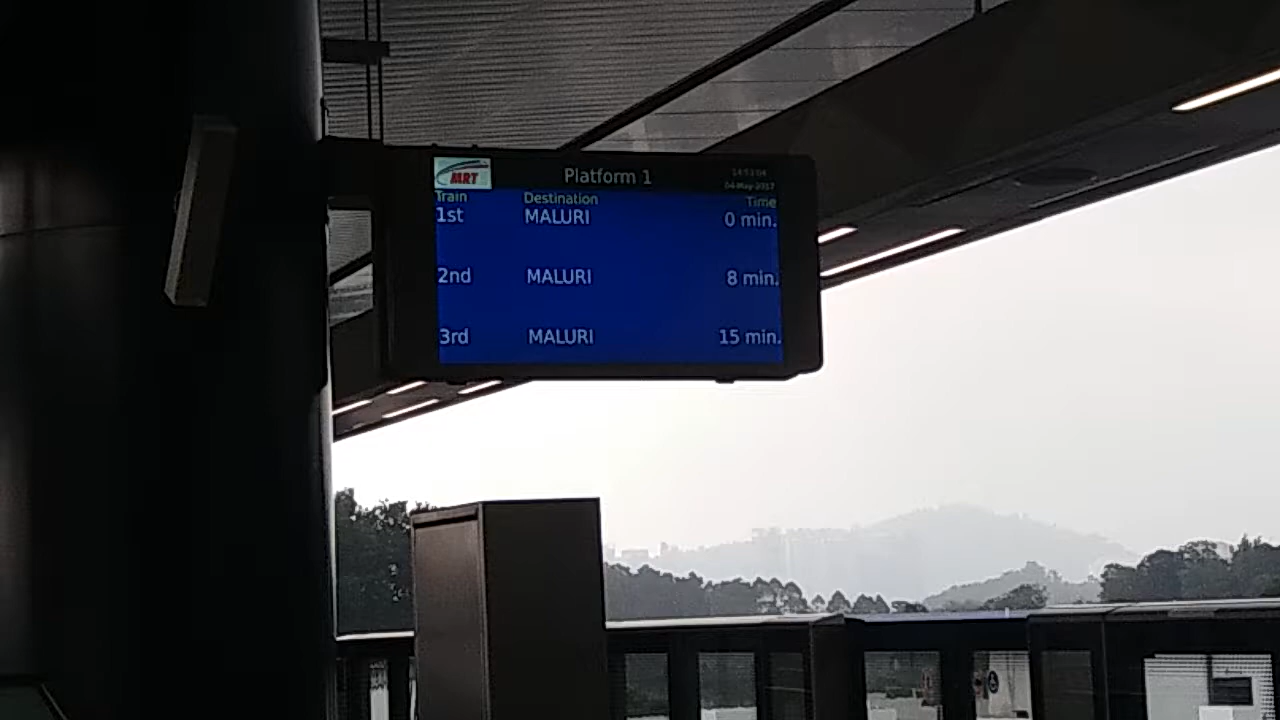 MRT
Platform 1
04-May-2017
Train Destination Time
1st MALURI 0 min.
2nd MALURI 8 min.
3rd MALURI 15 min.